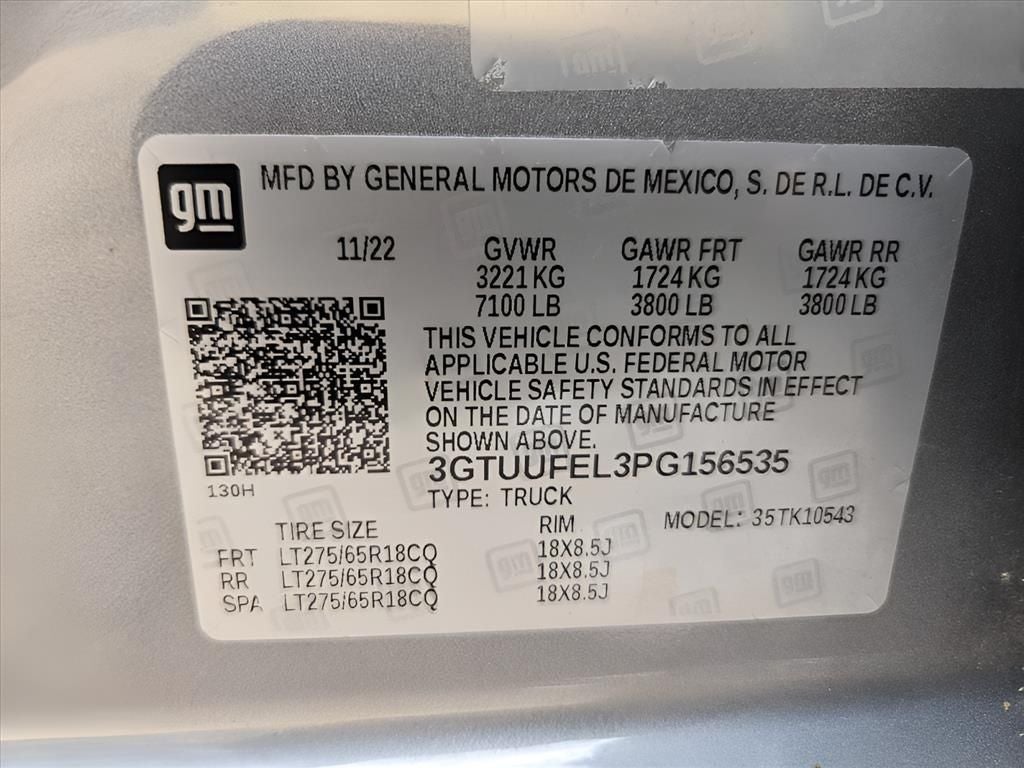 gm
MFD BY GENERAL MOTORS DE MEXICO, S. DE R.L. DE C.V.
11/22 GVWR GAWR FRT GAWR RR
3221 KG 1724 KG 1724 KG
7100 LB 3800 LB 3800 LB
THIS VEHICLE CONFORMS TO ALL
APPLICABLE U.S. FEDERAL MOTOR
VEHICLE SAFETY STANDARDS IN EFFECT
ON THE DATE OF MANUFACTURE
SHOWN ABOVE.
3GTUUFEL3PG156535
130H
TYPE: TRUCK
TIRE SIZE RIM MODEL: 35TK10543
FRT LT275/65R18CQ 18X8.5J
RR LT275/65R18CQ 18X8.5J
SPA LT275/65R18CQ 18X8.5J